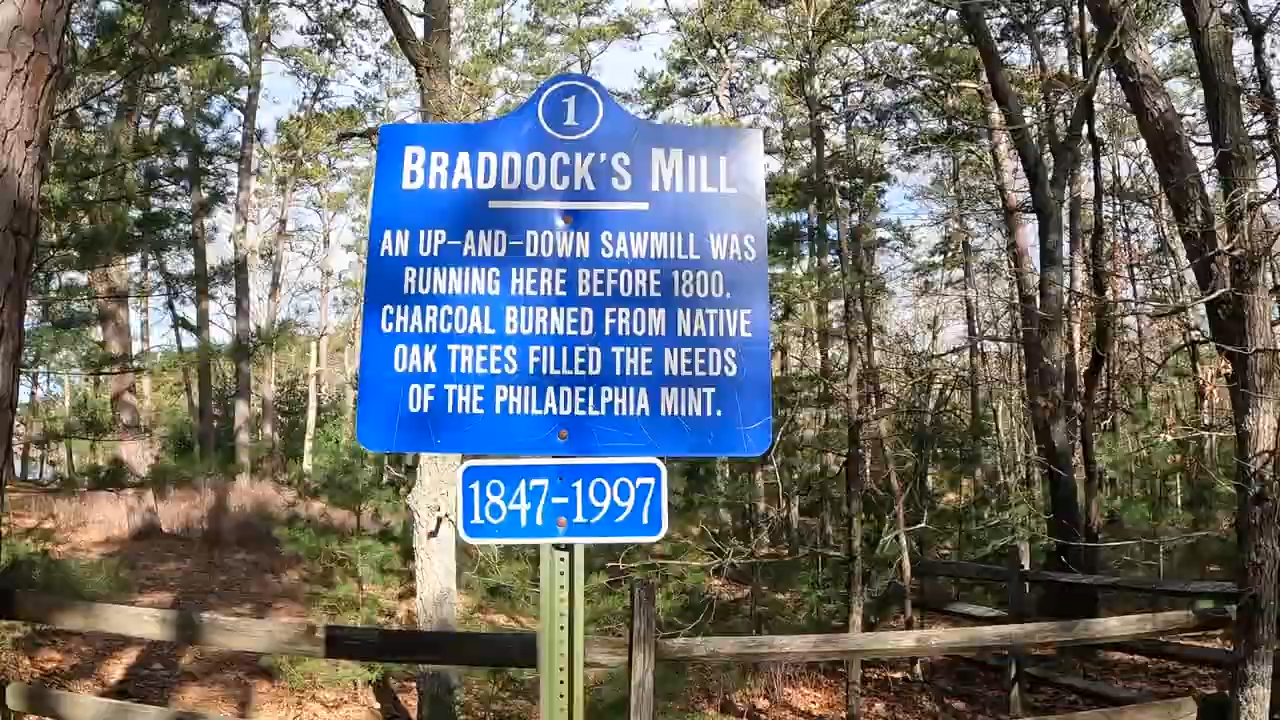 1
BRADDOCK'S MILL
AN UP-AND-DOWN SAWMILL WAS
RUNNING HERE BEFORE 1800.
CHARCOAL BURNED FROM NATIVE
OAK TREES FILLED THE NEEDS
OF THE PHILADELPHIA MINT.
1847-1997